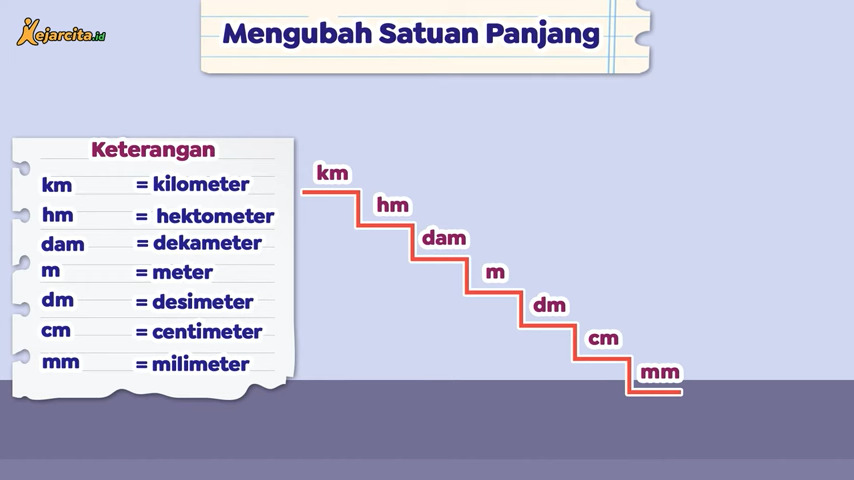 Kejarcita.id
Mengubah Satuan Panjang
Keterangan
km = kilometer
hm = hektometer
dam = dekameter
m = meter
dm = desimeter
cm = centimeter
mm = milimeter
km
hm
dam
m
dm
cm
mm